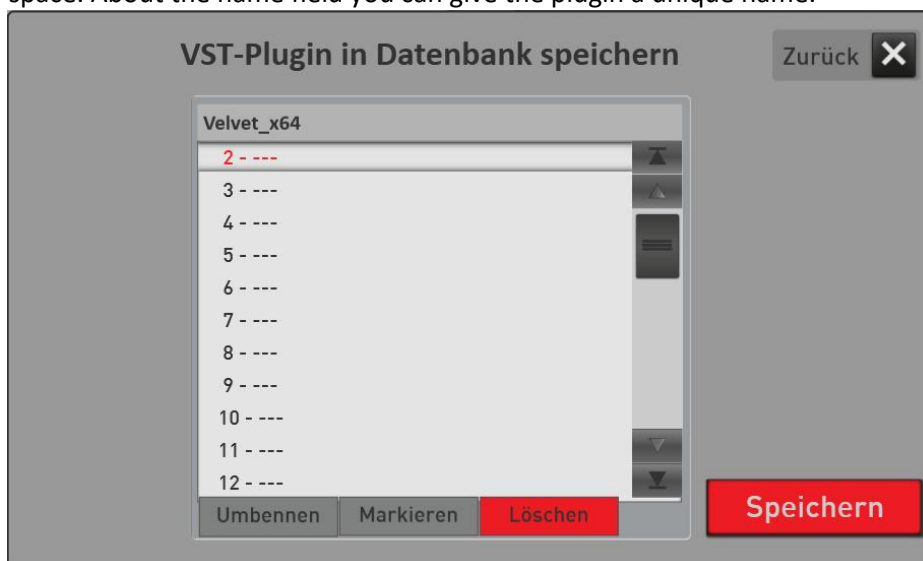 space. About the name field you can give the plugin a unique name.
VST-Plugin in Datenbank speichern
Zurück
Velvet_x64
2 - ---
3 - ---
4 - ---
5 - ---
6 - ---
7 - ---
8 - ---
9 - ---
10 - ---
11 - ---
12 - ---
Umbennen Markieren Löschen
Speichern